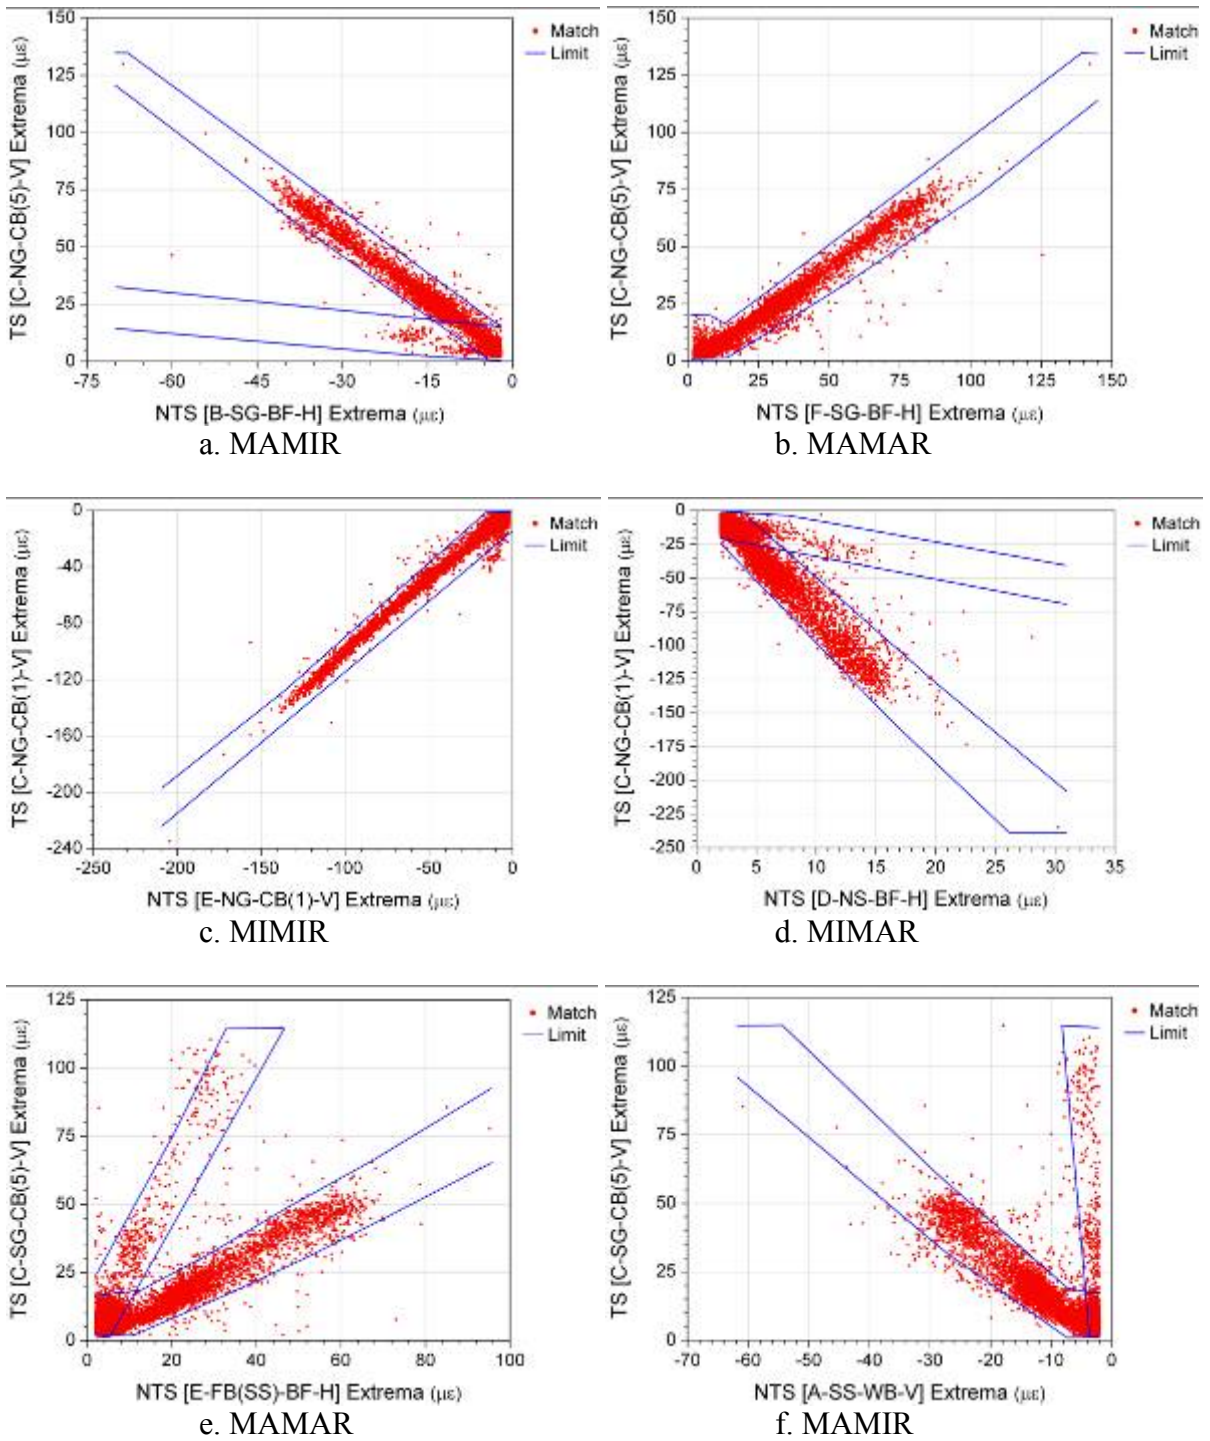 150
125
100
75
50
25
0
-75
-60
-45
-30
-15
0
TS [C-NG-CB(5)-V] Extrema (με)
NTS [B-SG-BF-H] Extrema (με)
Match
Limit
a. MAMIR
150
125
100
75
50
25
0
0
25
50
75
100
125
150
TS [C-NG-CB(5)-V] Extrema (με)
NTS [F-SG-BF-H] Extrema (με)
Match
Limit
b. MAMAR
0
-40
-80
-120
-160
-200
-240
-250
-200
-150
-100
-50
0
TS [C-NG-CB(1)-V] Extrema (με)
NTS [E-NG-CB(1)-V] Extrema (με)
Match
Limit
c. MIMIR
0
-25
-50
-75
-100
-125
-150
-175
-200
-225
-250
0
5
10
15
20
25
30
35
TS [C-NG-CB(1)-V] Extrema (με)
NTS [D-NS-BF-H] Extrema (με)
Match
Limit
d. MIMAR
125
100
75
50
25
0
0
20
40
60
80
100
TS [C-SG-CB(5)-V] Extrema (με)
NTS [E-FB(SS)-BF-H] Extrema (με)
Match
Limit
e. MAMAR
125
100
75
50
25
0
-70
-60
-50
-40
-30
-20
-10
0
TS [C-SG-CB(5)-V] Extrema (με)
NTS [A-SS-WB-V] Extrema (με)
Match
Limit
f. MAMIR